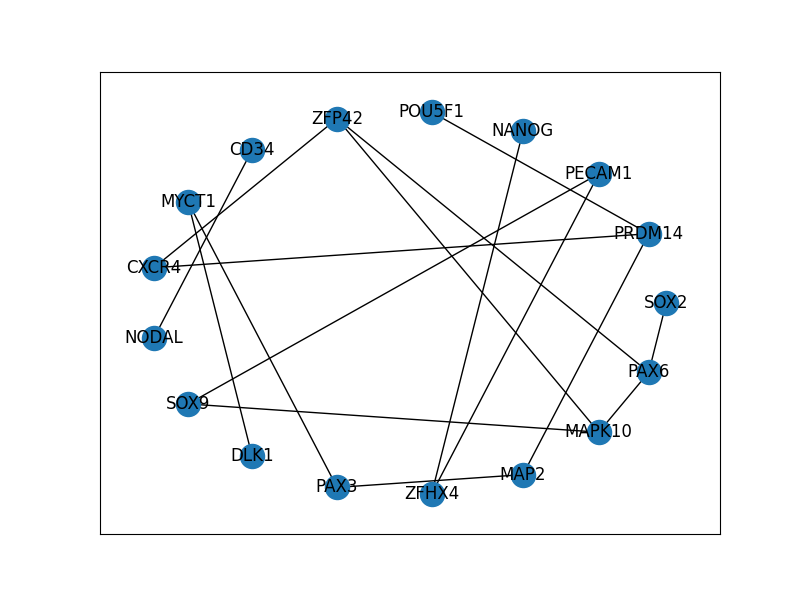 POU5F1
ZFP42
NANOG
CD34
PECAM1
MYCT1
PRDM14
CXCR4
SOX2
NODAL
PAX6
SOX9
MAPK10
DLK1
MAP2
PAX3
ZFHX4